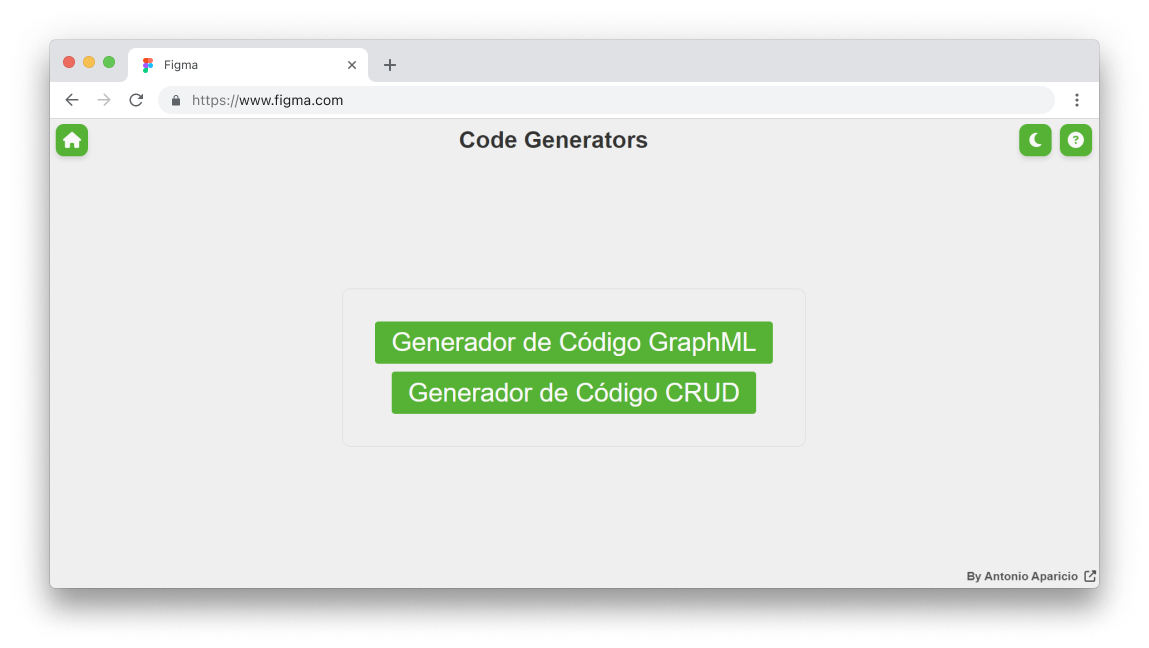 Figma
https://www.figma.com
Code Generators
?
Generador de Código GraphML
Generador de Código CRUD
By Antonio Aparicio